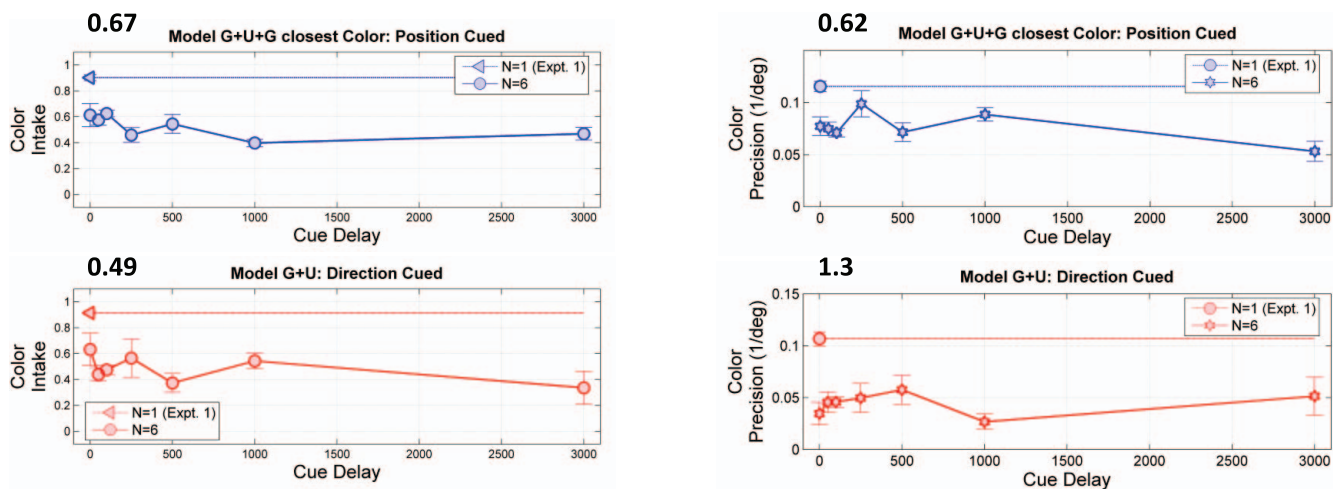 0.67
Model G+U+G closest Color: Position Cued
Color
Intake
1
0.8
0.6
0.4
0.2
0
N=1 (Expt. 1)
N=6
0 500 1000 1500 2000 2500 3000
Cue Delay
0.62
Model G+U+G closest Color: Position Cued
Color
Precision (1/deg)
0.1
0.05
0
N=1 (Expt. 1)
N=6
0 500 1000 1500 2000 2500 3000
Cue Delay
0.49
Model G+U: Direction Cued
Color
Intake
1
0.8
0.6
0.4
0.2
0
N=1 (Expt. 1)
N=6
0 500 1000 1500 2000 2500 3000
Cue Delay
1.3
Model G+U: Direction Cued
Color
Precision (1/deg)
0.15
0.1
0.05
0
N=1 (Expt. 1)
N=6
0 500 1000 1500 2000 2500 3000
Cue Delay